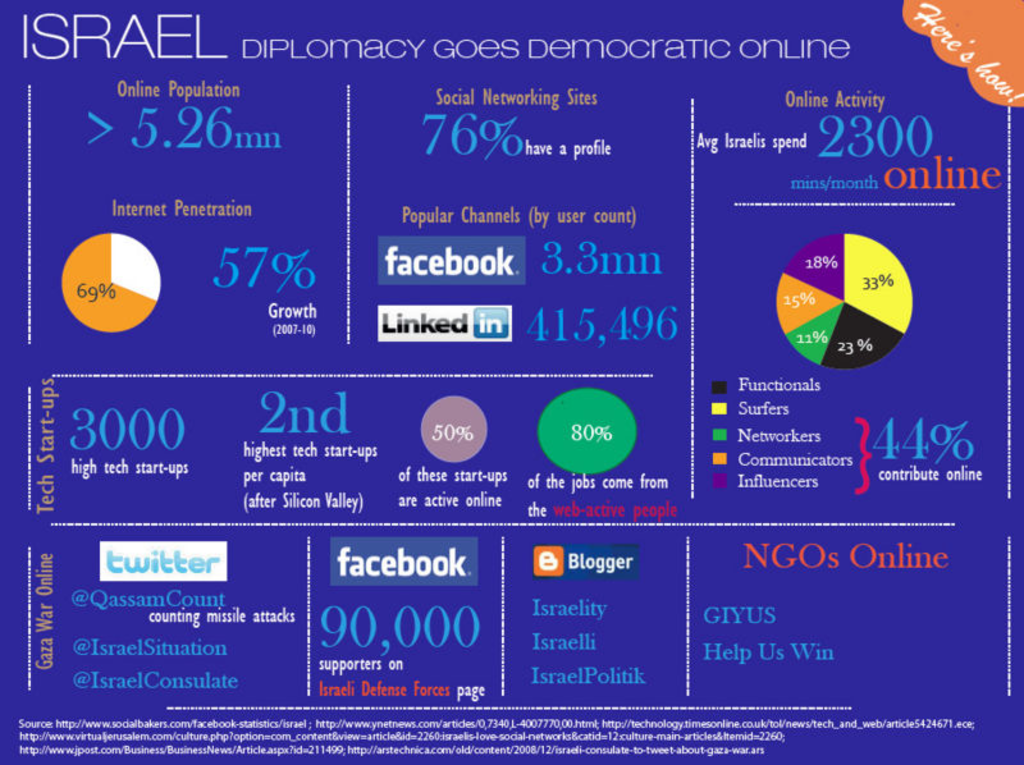 ISRAEL DIPLOMACY GOES DEMOCRATIC ONLINE
Here's how!
Online Population
> 5.26mn
Internet Penetration
69%
57%
Growth
(2007-10)
Social Networking Sites
76% have a profile
Popular Channels (by user count)
facebook. 3.3mn
Linked in 415,496
Online Activity
Avg Israelis spend 2300
mins/month online
18%
33%
15%
11%
23 %
Functionals
Surfers
Networkers
Communicators
Influencers
44%
contribute online
Tech Start-ups
3000
high tech start-ups
2nd
highest tech start-ups
per capita
(after Silicon Valley)
50%
of these start-ups
are active online
80%
of the jobs come from
the web-active people
Gaza War Online
twitter
@QassamCount
counting missile attacks
@IsraelSituation
@IsraelConsulate
facebook.
90,000
supporters on
Israeli Defense Forces page
Blogger
Israelity
Israelli
IsraelPolitik
NGOs Online
GIYUS
Help Us Win
Source: http://www.socialbakers.com/facebook-statistics/israel ; http://www.ynetnews.com/articles/0,7340,L-4007770,00.html; http://technology.timesonline.co.uk/tol/news/tech_and_web/article5424671.ece;
http://www.virtualjerusalem.com/culture.php?option=com_content&view=article&id=2260:israelis-love-social-networks&catid=12:culture-main-articles&Itemid=2260;
http://www.jpost.com/Business/BusinessNews/Article.aspx?id=211499; http://arstechnica.com/old/content/2008/12/israeli-consulate-to-tweet-about-gaza-war.ars